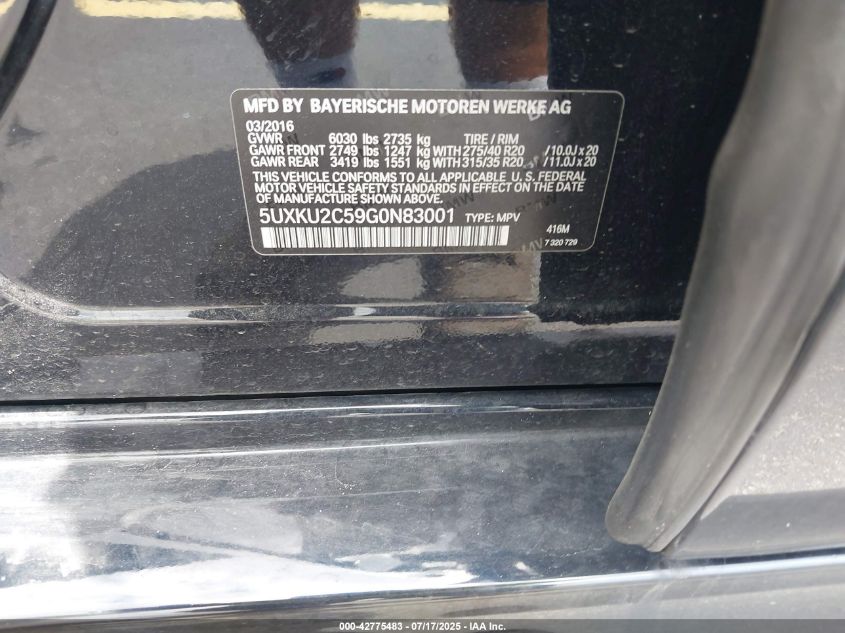 MFD BY BAYERISCHE MOTOREN WERKE AG
03/2016
GVWR 6030 lbs 2735 kg TIRE / RIM
GAWR FRONT 2749 lbs 1247 kg WITH 275/40 R20 /10.0J x 20
GAWR REAR 3419 lbs 1551 kg WITH 315/35 R20 /11.0J x 20
THIS VEHICLE CONFORMS TO ALL APPLICABLE U. S. FEDERAL
MOTOR VEHICLE SAFETY STANDARDS IN EFFECT ON THE DATE
OF MANUFACTURE SHOWN ABOVE.
5UXKU2C59G0N83001 TYPE: MPV
416M
7 320 729
000-42775483 - 07/17/2025 - IAA Inc.